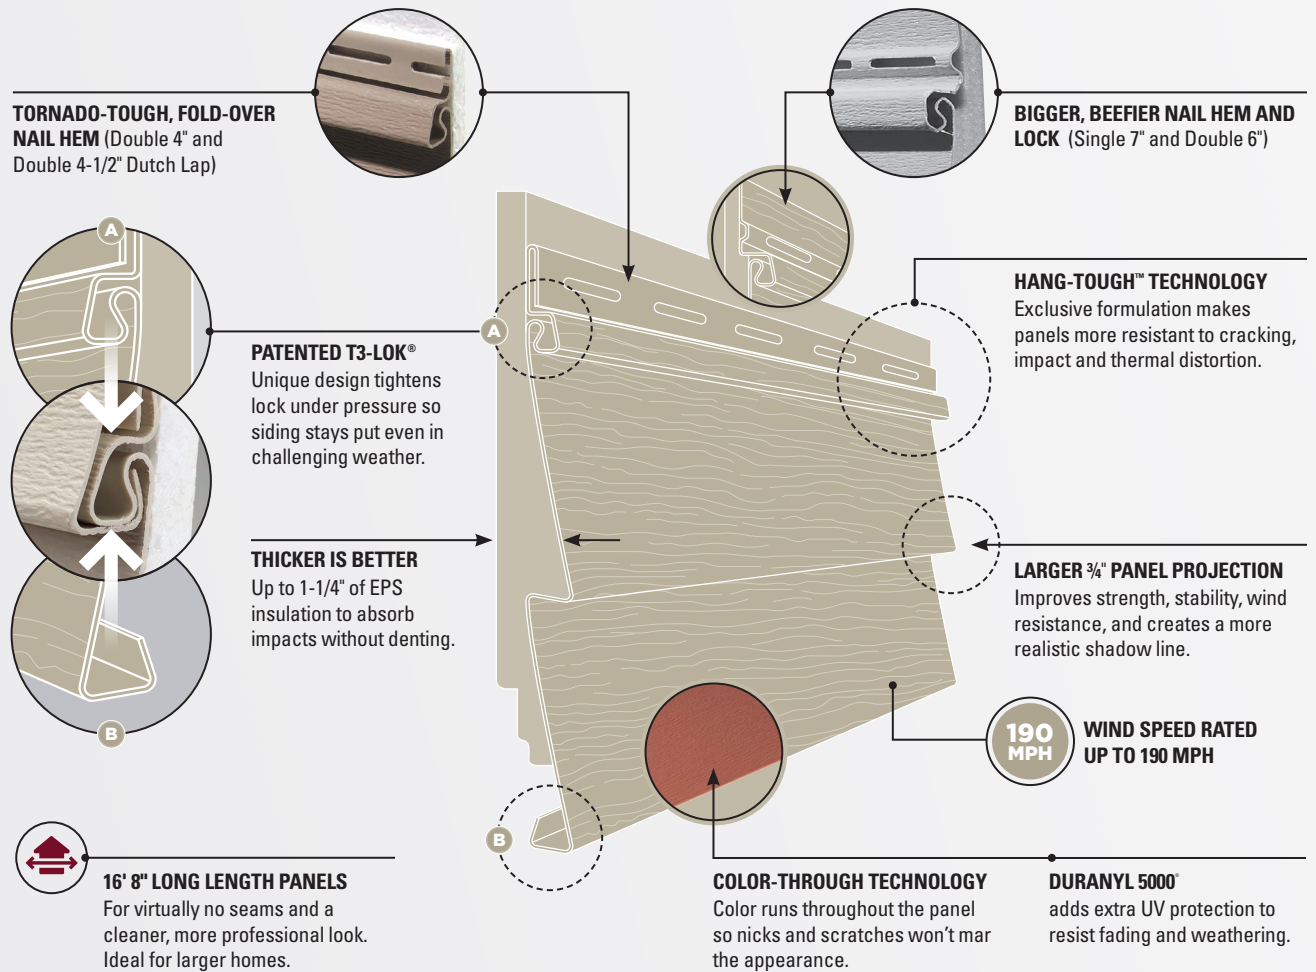 TORNADO-TOUGH, FOLD-OVER
NAIL HEM (Double 4" and
Double 4-1/2" Dutch Lap)
BIGGER, BEEFIER NAIL HEM AND
LOCK (Single 7" and Double 6")
A
A
HANG-TOUGH™ TECHNOLOGY
Exclusive formulation makes
panels more resistant to cracking,
impact and thermal distortion.
PATENTED T3-LOK®
Unique design tightens
lock under pressure so
siding stays put even in
challenging weather.
THICKER IS BETTER
Up to 1-1/4" of EPS
insulation to absorb
impacts without denting.
LARGER ¾" PANEL PROJECTION
Improves strength, stability, wind
resistance, and creates a more
realistic shadow line.
B
190
MPH
WIND SPEED RATED
UP TO 190 MPH
B
16' 8" LONG LENGTH PANELS
For virtually no seams and a
cleaner, more professional look.
Ideal for larger homes.
COLOR-THROUGH TECHNOLOGY
Color runs throughout the panel
so nicks and scratches won't mar
the appearance.
DURANYL 5000®
adds extra UV protection to
resist fading and weathering.